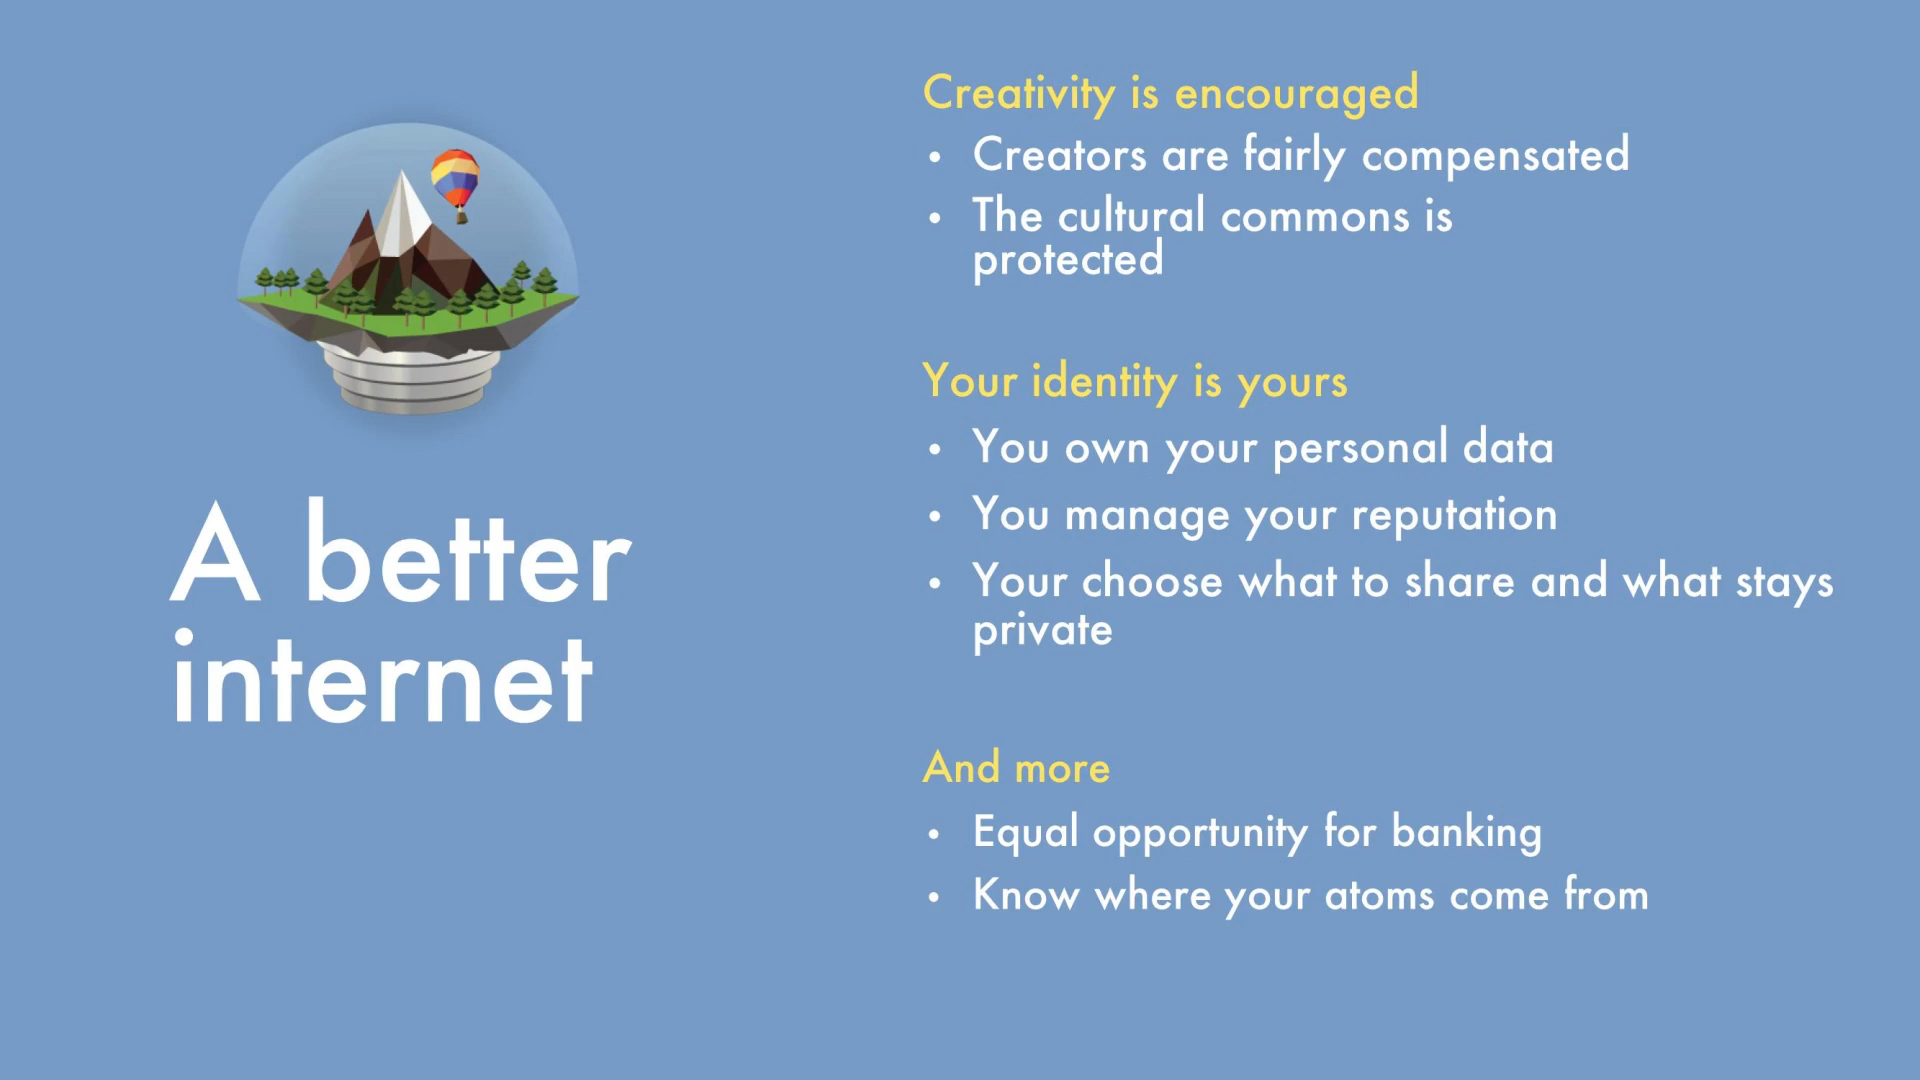 A better
internet
Creativity is encouraged
• Creators are fairly compensated
• The cultural commons is
protected
Your identity is yours
• You own your personal data
• You manage your reputation
• Your choose what to share and what stays
private
And more
• Equal opportunity for banking
• Know where your atoms come from